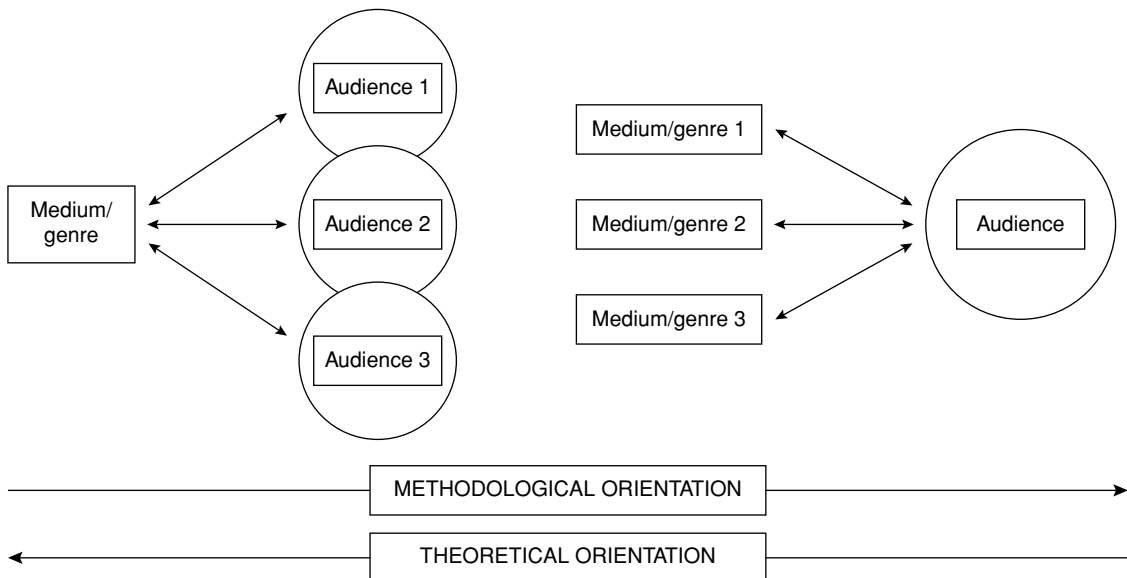 Audience 1
Medium/
genre
Audience 2
Audience 3
Medium/genre 1
Medium/genre 2
Medium/genre 3
Audience
METHODOLOGICAL ORIENTATION
THEORETICAL ORIENTATION